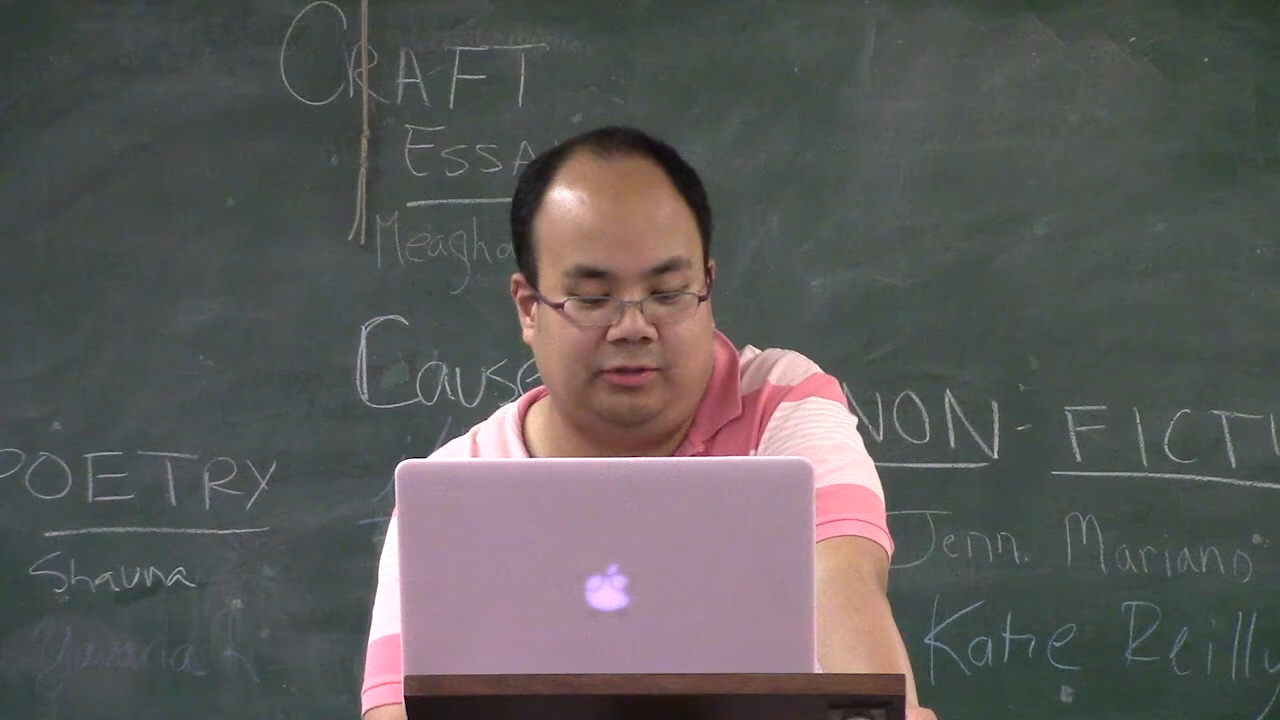 CRAFT
ESSA
Meagha
Cause
POETRY
Shauna
NON-FICTI
Jenn Mariano
Katie Reilly